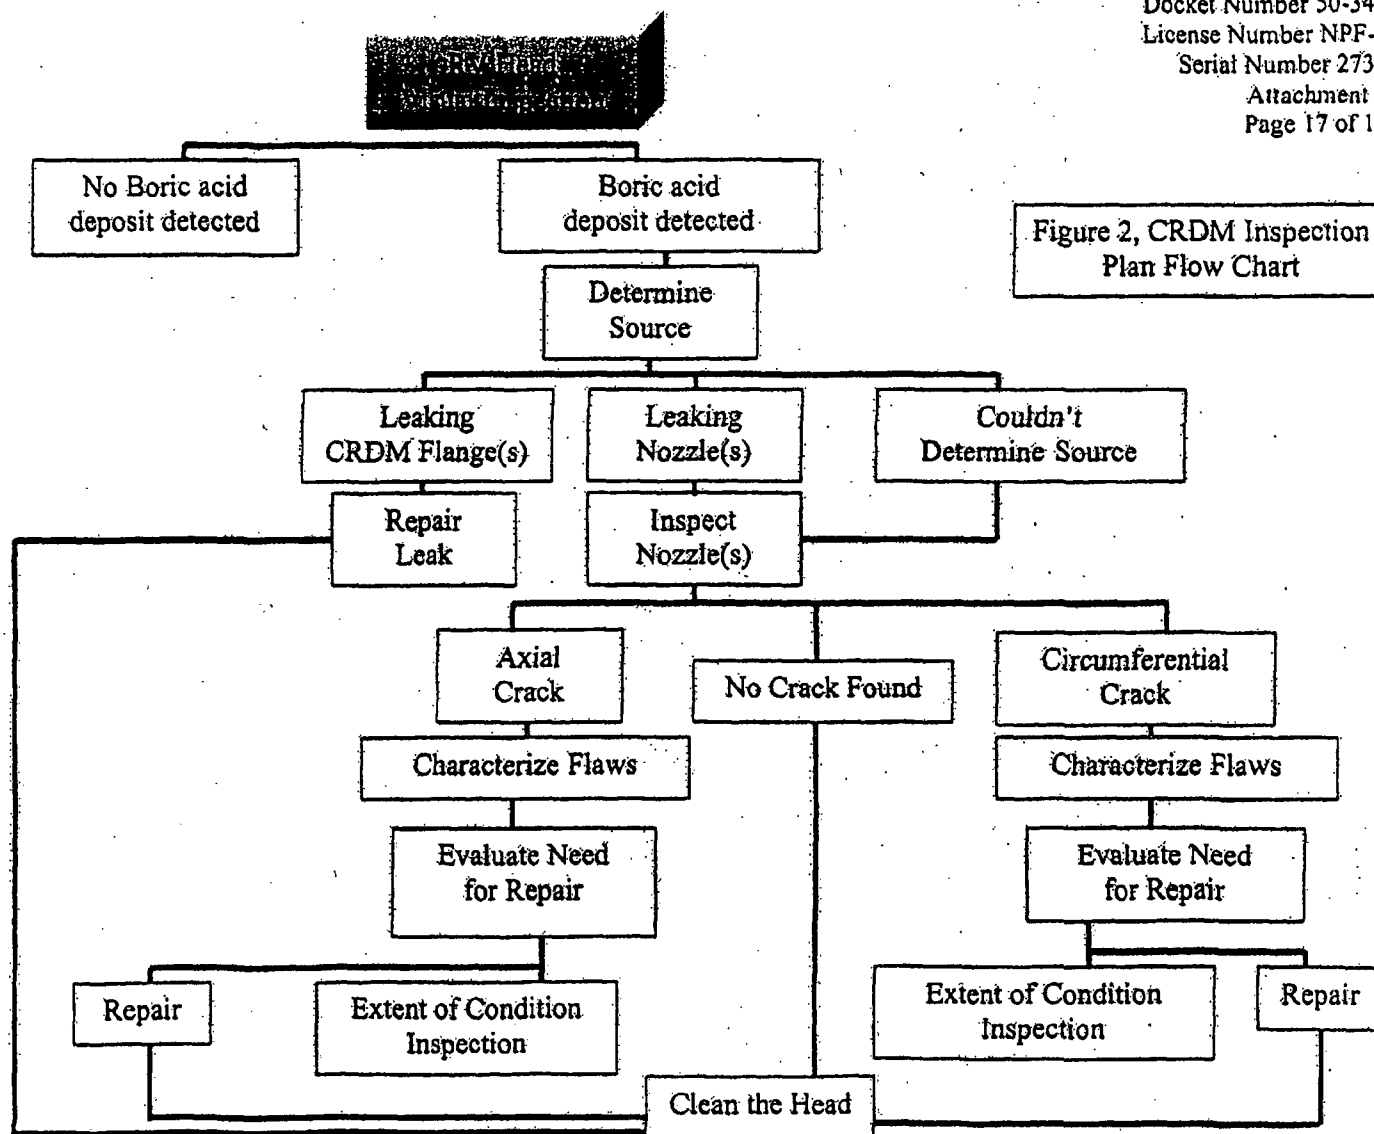 Docket Number 50-34
License Number NPF-
Serial Number 273
Attachment
Page 17 of 1
RV Head
No Boric acid
deposit detected
Boric acid
deposit detected
Figure 2, CRDM Inspection
Plan Flow Chart
Determine
Source
Leaking
CRDM Flange(s)
Leaking
Nozzle(s)
Couldn't
Determine Source
Repair
Leak
Inspect
Nozzle(s)
Axial
Crack
No Crack Found
Circumferential
Crack
Characterize Flaws
Characterize Flaws
Evaluate Need
for Repair
Evaluate Need
for Repair
Repair
Extent of Condition
Inspection
Extent of Condition
Inspection
Repair
Clean the Head